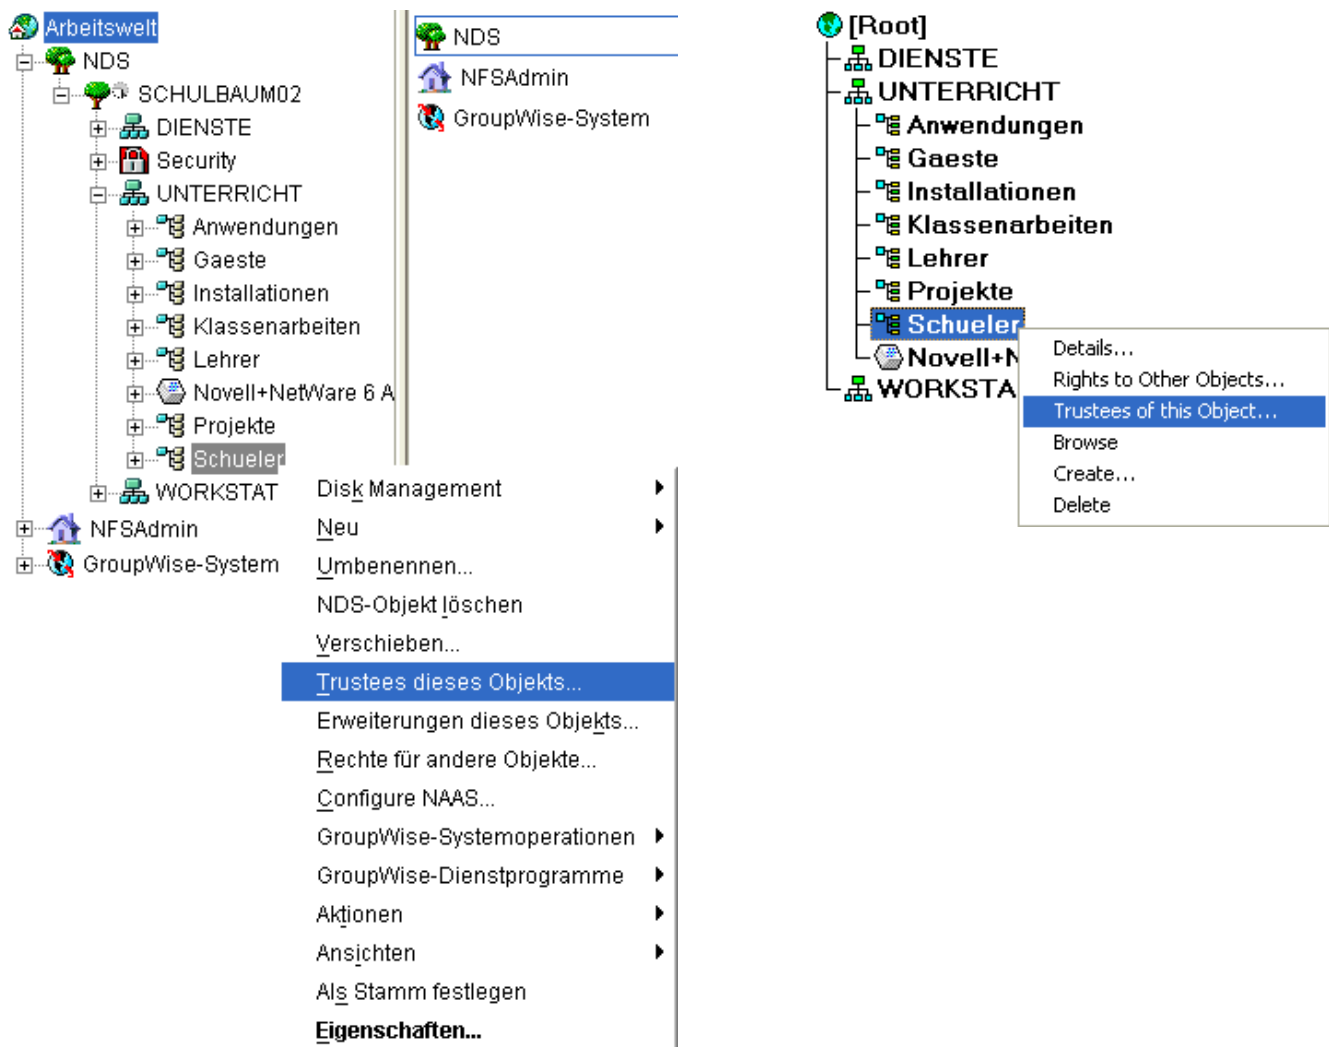 Arbeitswelt
NDS
SCHULBAUM02
DIENSTE
Security
UNTERRICHT
Anwendungen
Gaeste
Installationen
Klassenarbeiten
Lehrer
Novell+NetWare 6 A
Projekte
Schueler
WORKSTAT
NFSAdmin
GroupWise-System
Disk Management
Neu
Umbenennen...
NDS-Objekt löschen
Verschieben...
Trustees dieses Objekts...
Erweiterungen dieses Objekts...
Rechte für andere Objekte...
Configure NAAS...
GroupWise-Systemoperationen
GroupWise-Dienstprogramme
Aktionen
Ansichten
Als Stamm festlegen
Eigenschaften...
NDS
NFSAdmin
GroupWise-System
[Root]
DIENSTE
UNTERRICHT
Anwendungen
Gaeste
Installationen
Klassenarbeiten
Lehrer
Projekte
Schueler
Novell+N
WORKSTA
Details...
Rights to Other Objects...
Trustees of this Object...
Browse
Create...
Delete